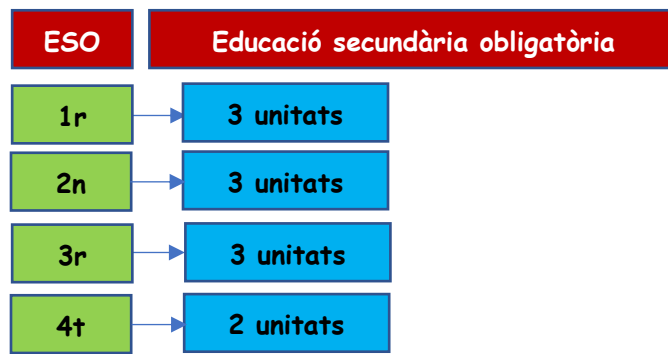 ESO
Educació secundària obligatòria
1r
3 unitats
2n
3 unitats
3r
3 unitats
4t
2 unitats